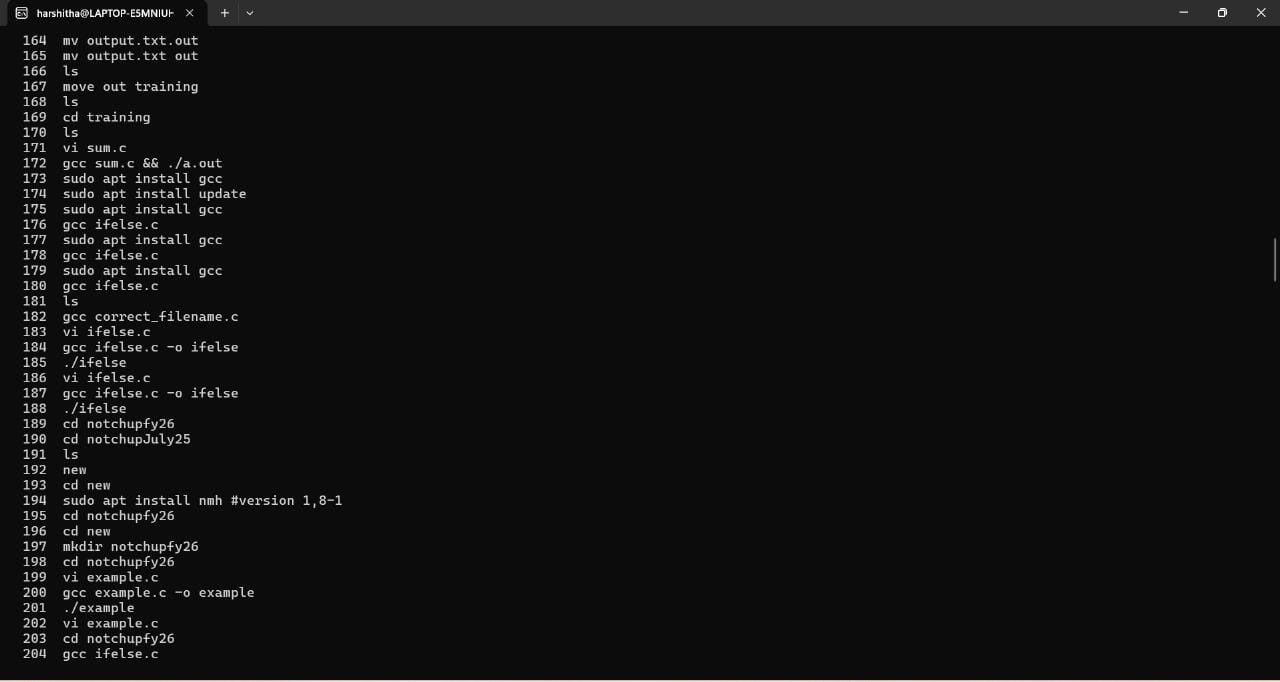 harshitha@LAPTOP-E5MNIUH
164 mv output.txt.out
165 mv output.txt out
166 ls
167 move out training
168 ls
169 cd training
170 ls
171 vi sum.c
172 gcc sum.c && ./a.out
173 sudo apt install gcc
174 sudo apt install update
175 sudo apt install gcc
176 gcc ifelse.c
177 sudo apt install gcc
178 gcc ifelse.c
179 sudo apt install gcc
180 gcc ifelse.c
181 ls
182 gcc correct_filename.c
183 vi ifelse.c
184 gcc ifelse.c -o ifelse
185 ./ifelse
186 vi ifelse.c
187 gcc ifelse.c -o ifelse
188 ./ifelse
189 cd notchupfy26
190 cd notchupJuly25
191 ls
192 new
193 cd new
194 sudo apt install nmh #version 1,8-1
195 cd notchupfy26
196 cd new
197 mkdir notchupfy26
198 cd notchupfy26
199 vi example.c
200 gcc example.c -o example
201 ./example
202 vi example.c
203 cd notchupfy26
204 gcc ifelse.c